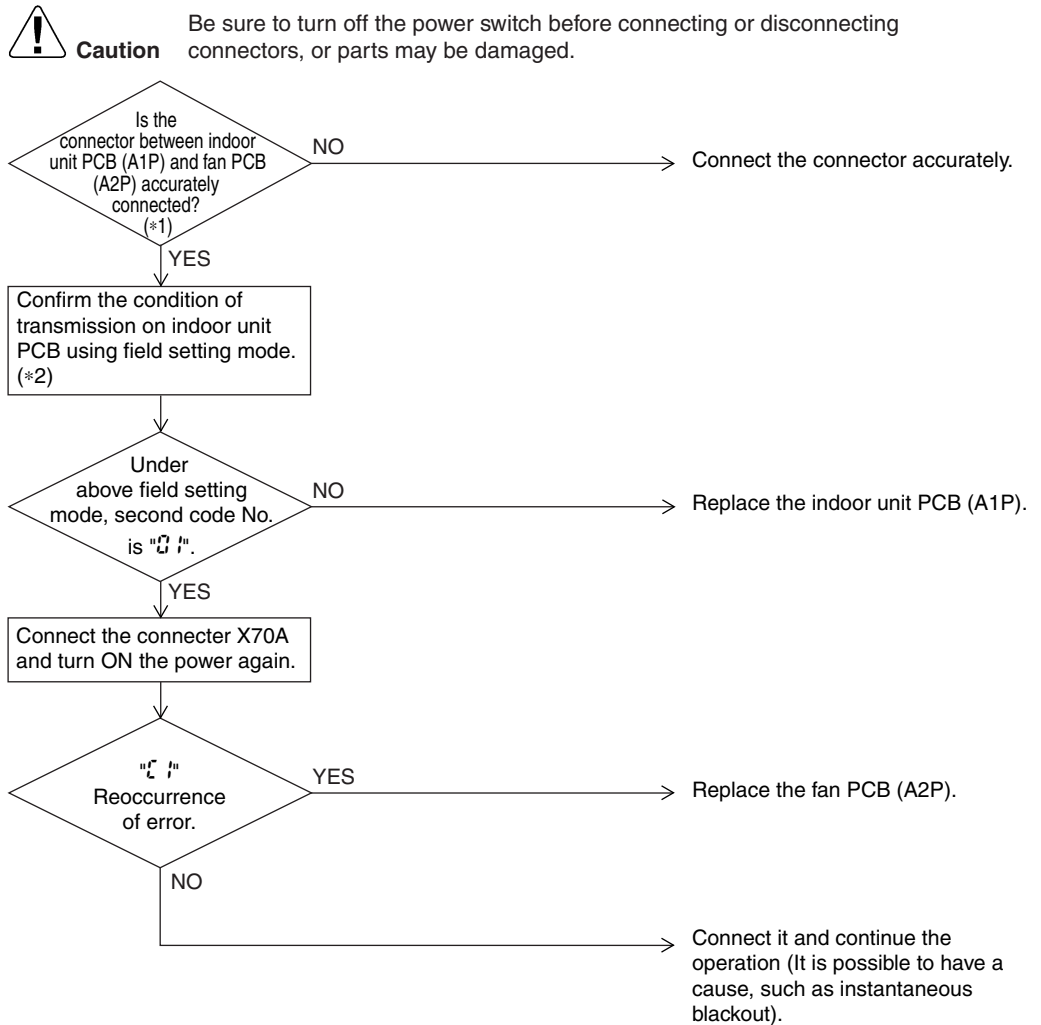 Be sure to turn off the power switch before connecting or disconnecting
Caution connectors, or parts may be damaged.
Is the
connector between indoor
unit PCB (A1P) and fan PCB
(A2P) accurately
connected?
(*1)
NO
Connect the connector accurately.
YES
Confirm the condition of
transmission on indoor unit
PCB using field setting mode.
(*2)
Under
above field setting
mode, second code No.
is "01".
NO
Replace the indoor unit PCB (A1P).
YES
Connect the connecter X70A
and turn ON the power again.
"C1"
Reoccurrence
of error.
YES
Replace the fan PCB (A2P).
NO
Connect it and continue the
operation (It is possible to have a
cause, such as instantaneous
blackout).